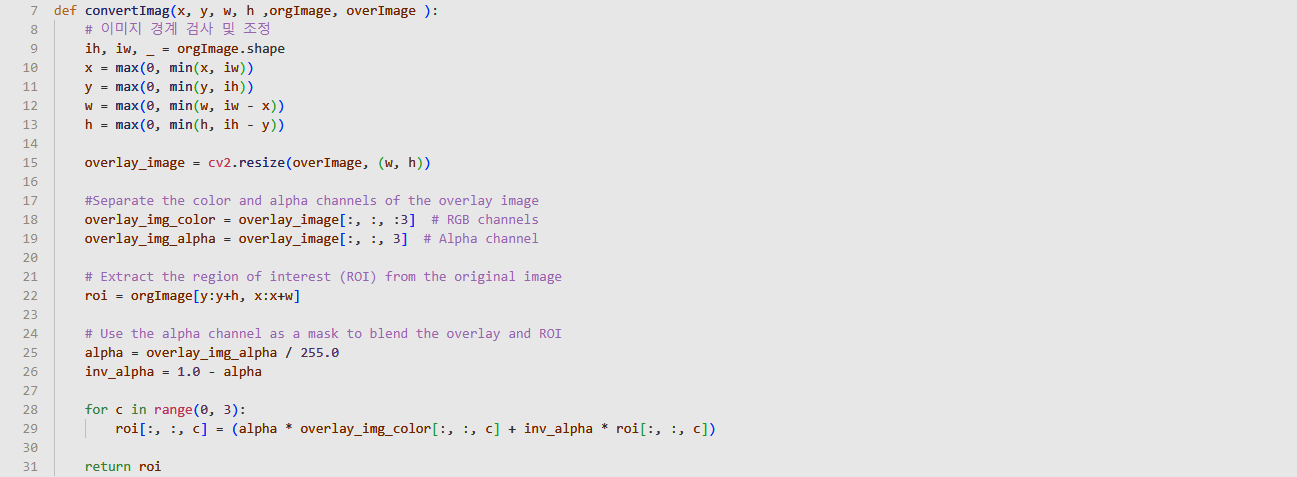 7 def convertImag(x, y, w, h ,orgImage, overImage ):
8     # 이미지 경계 검사 및 조정
9     ih, iw, _ = orgImage.shape
10     x = max(0, min(x, iw))
11     y = max(0, min(y, ih))
12     w = max(0, min(w, iw - x))
13     h = max(0, min(h, ih - y))
14
15     overlay_image = cv2.resize(overImage, (w, h))
16
17     #Separate the color and alpha channels of the overlay image
18     overlay_img_color = overlay_image[:, :, :3]  # RGB channels
19     overlay_img_alpha = overlay_image[:, :, 3]  # Alpha channel
20
21     # Extract the region of interest (ROI) from the original image
22     roi = orgImage[y:y+h, x:x+w]
23
24     # Use the alpha channel as a mask to blend the overlay and ROI
25     alpha = overlay_img_alpha / 255.0
26     inv_alpha = 1.0 - alpha
27
28     for c in range(0, 3):
29         roi[:, :, c] = (alpha * overlay_img_color[:, :, c] + inv_alpha * roi[:, :, c])
30
31     return roi